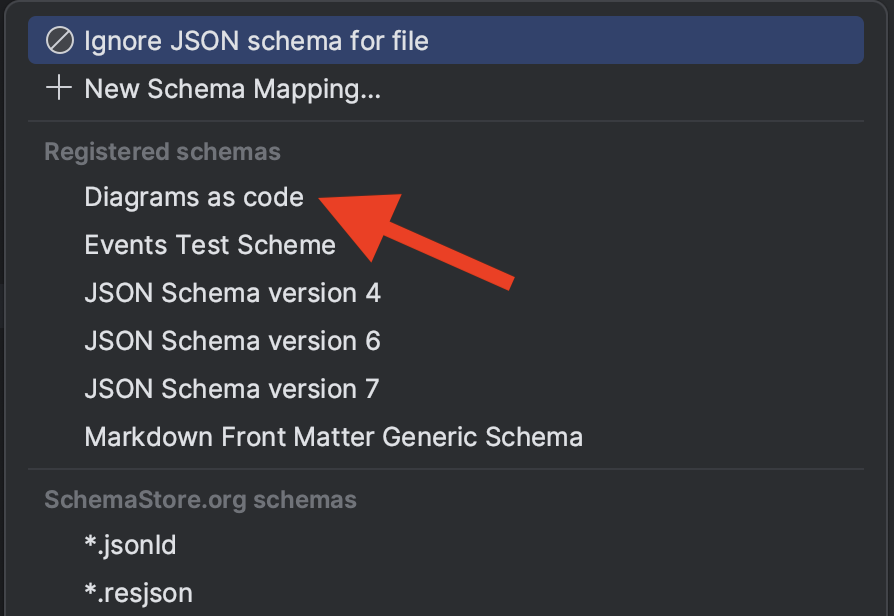 Ignore JSON schema for file
New Schema Mapping...
Registered schemas
Diagrams as code
Events Test Scheme
JSON Schema version 4
JSON Schema version 6
JSON Schema version 7
Markdown Front Matter Generic Schema
SchemaStore.org schemas
*.jsonld
*.resjson